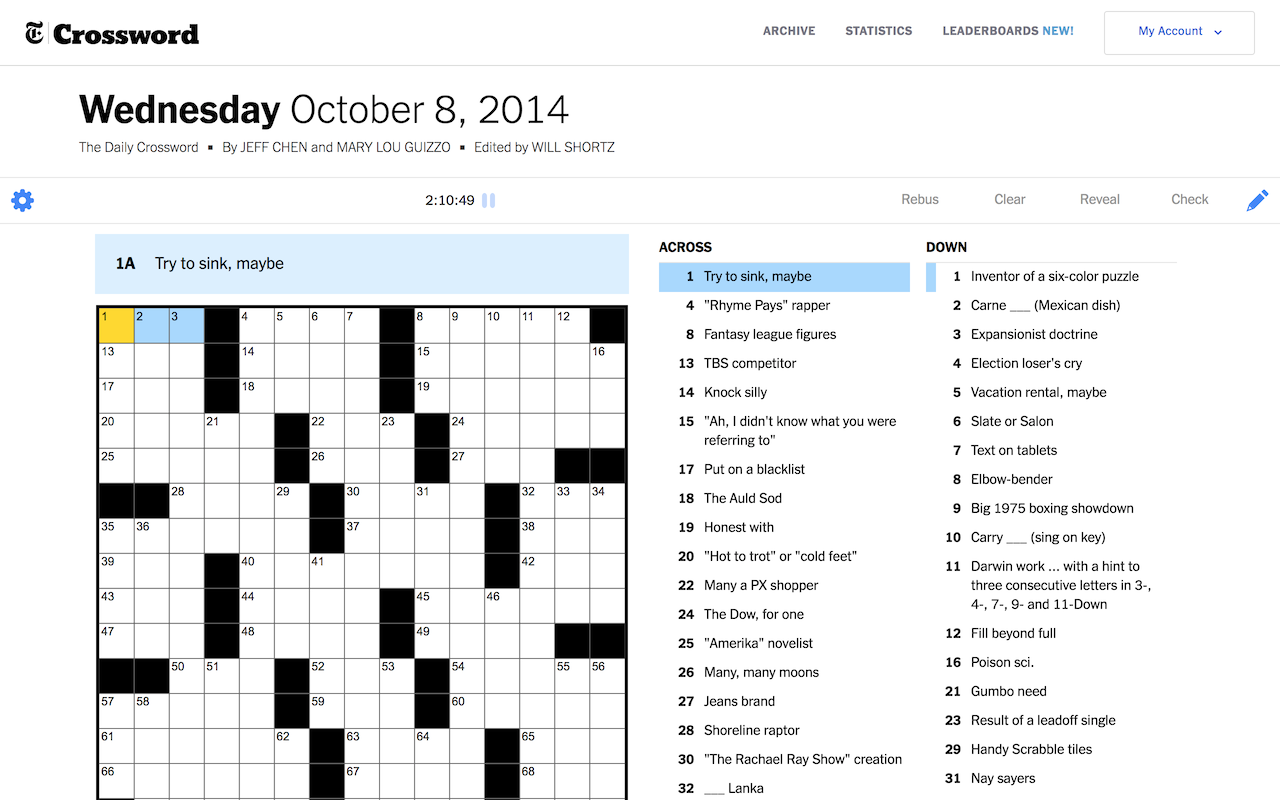 T Crossword
ARCHIVE STATISTICS LEADERBOARDS NEW! My Account
Wednesday October 8, 2014
The Daily Crossword ▪ By JEFF CHEN and MARY LOU GUIZZO ▪ Edited by WILL SHORTZ
2:10:49 Rebus Clear Reveal Check
1A Try to sink, maybe
1 2 3 4 5 6 7 8 9 10 11 12
13 14 15 16
17 18 19
20 21 22 23 24
25 26 27
28 29 30 31 32 33 34
35 36 37 38
39 40 41 42
43 44 45 46
47 48 49
50 51 52 53 54 55 56
57 58 59 60
61 62 63 64 65
66 67 68
ACROSS
1 Try to sink, maybe
4 "Rhyme Pays" rapper
8 Fantasy league figures
13 TBS competitor
14 Knock silly
15 "Ah, I didn't know what you were
referring to"
17 Put on a blacklist
18 The Auld Sod
19 Honest with
20 "Hot to trot" or "cold feet"
22 Many a PX shopper
24 The Dow, for one
25 "Amerika" novelist
26 Many, many moons
27 Jeans brand
28 Shoreline raptor
30 "The Rachael Ray Show" creation
32 ___ Lanka
DOWN
1 Inventor of a six-color puzzle
2 Carne ___ (Mexican dish)
3 Expansionist doctrine
4 Election loser's cry
5 Vacation rental, maybe
6 Slate or Salon
7 Text on tablets
8 Elbow-bender
9 Big 1975 boxing showdown
10 Carry ___ (sing on key)
11 Darwin work ... with a hint to
three consecutive letters in 3-,
4-, 7-, 9- and 11-Down
12 Fill beyond full
16 Poison sci.
21 Gumbo need
23 Result of a leadoff single
29 Handy Scrabble tiles
31 Nay sayers